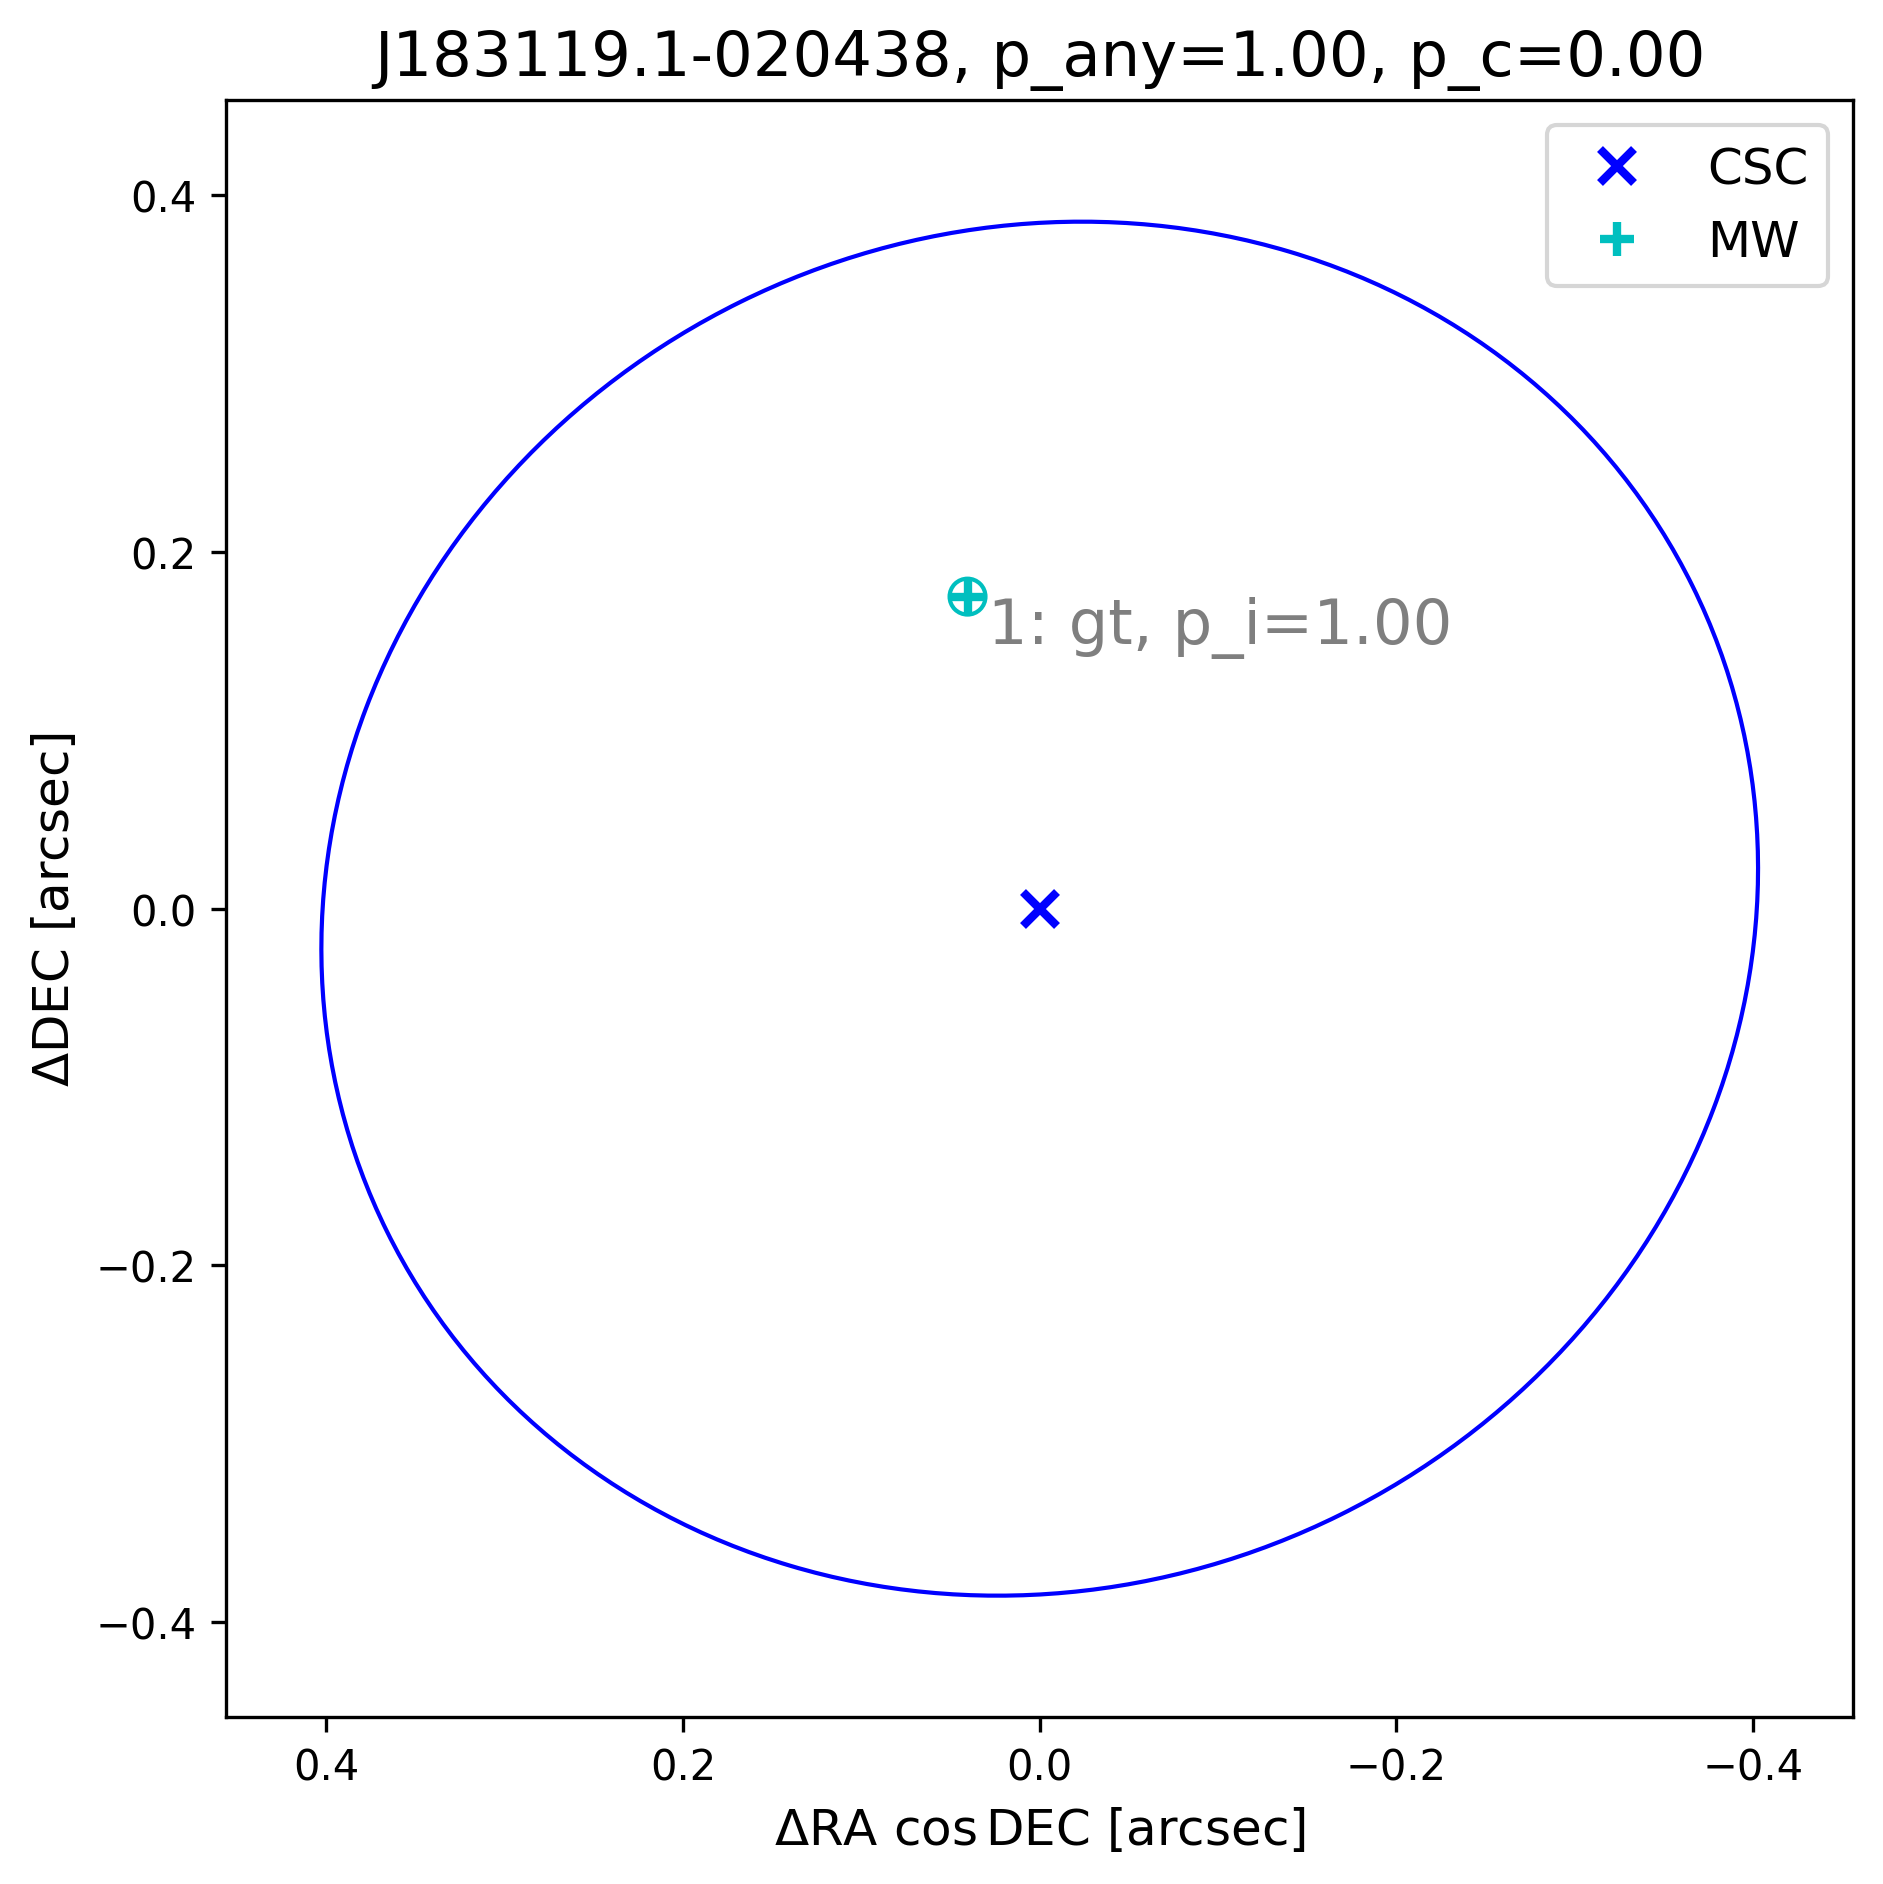 J183119.1-020438, p_any=1.00, p_c=0.00
CSC
MW
0.4
0.2
0.0
−0.2
−0.4
1: gt, p_i=1.00
ΔDEC [arcsec]
0.4 0.2 0.0 −0.2 −0.4
ΔRA cos DEC [arcsec]